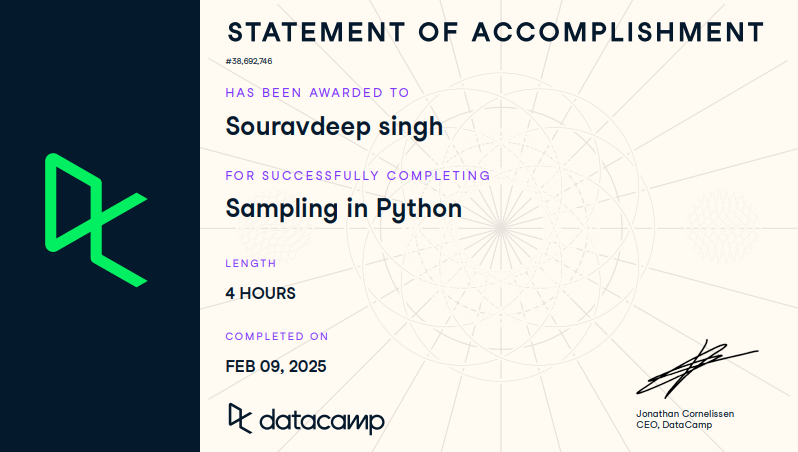 STATEMENT OF ACCOMPLISHMENT
#38,692,746
HAS BEEN AWARDED TO
Souravdeep singh
FOR SUCCESSFULLY COMPLETING
Sampling in Python
LENGTH
4 HOURS
COMPLETED ON
FEB 09, 2025
datacamp
Jonathan Cornelissen
CEO, DataCamp